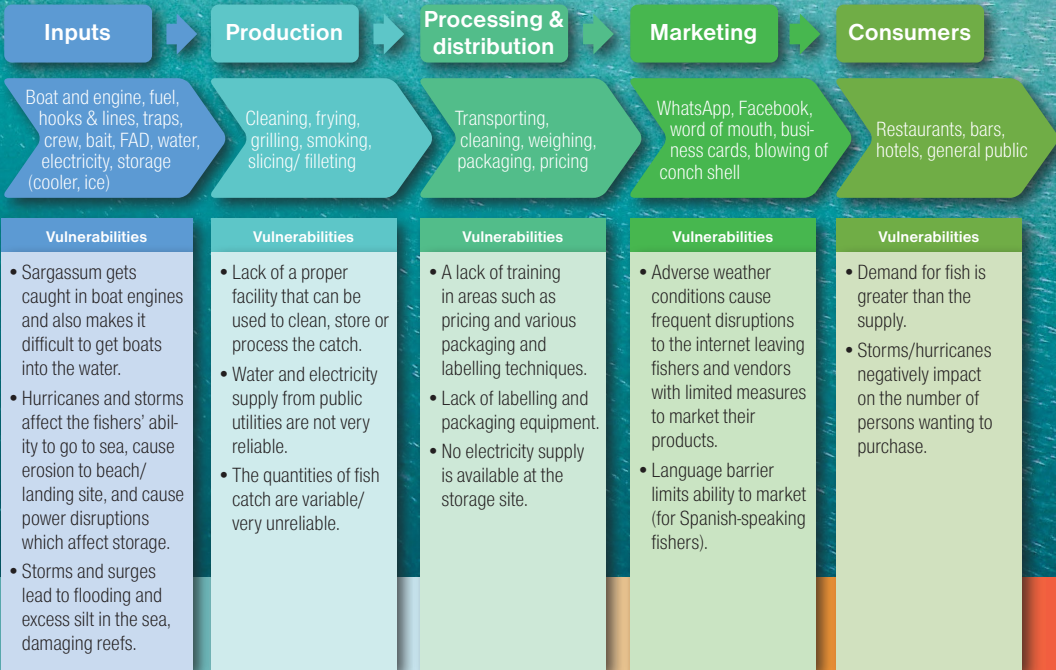 Inputs
Production
Processing &
distribution
Marketing
Consumers
Boat and engine, fuel,
hooks & lines, traps,
crew, bait, FAD, water,
electricity, storage
(cooler, ice)
Cleaning, frying,
grilling, smoking,
slicing/ filleting
Transporting,
cleaning, weighing,
packaging, pricing
WhatsApp, Facebook,
word of mouth, busi-
ness cards, blowing of
conch shell
Restaurants, bars,
hotels, general public
Vulnerabilities
• Sargassum gets
caught in boat engines
and also makes it
difficult to get boats
into the water.
• Hurricanes and storms
affect the fishers’ abil-
ity to go to sea, cause
erosion to beach/
landing site, and cause
power disruptions
which affect storage.
• Storms and surges
lead to flooding and
excess silt in the sea,
damaging reefs.
Vulnerabilities
• Lack of a proper
facility that can be
used to clean, store or
process the catch.
• Water and electricity
supply from public
utilities are not very
reliable.
• The quantities of fish
catch are variable/
very unreliable.
Vulnerabilities
• A lack of training
in areas such as
pricing and various
packaging and
labelling techniques.
• Lack of labelling and
packaging equipment.
• No electricity supply
is available at the
storage site.
Vulnerabilities
• Adverse weather
conditions cause
frequent disruptions
to the internet leaving
fishers and vendors
with limited measures
to market their
products.
• Language barrier
limits ability to market
(for Spanish-speaking
fishers).
Vulnerabilities
• Demand for fish is
greater than the
supply.
• Storms/hurricanes
negatively impact
on the number of
persons wanting to
purchase.